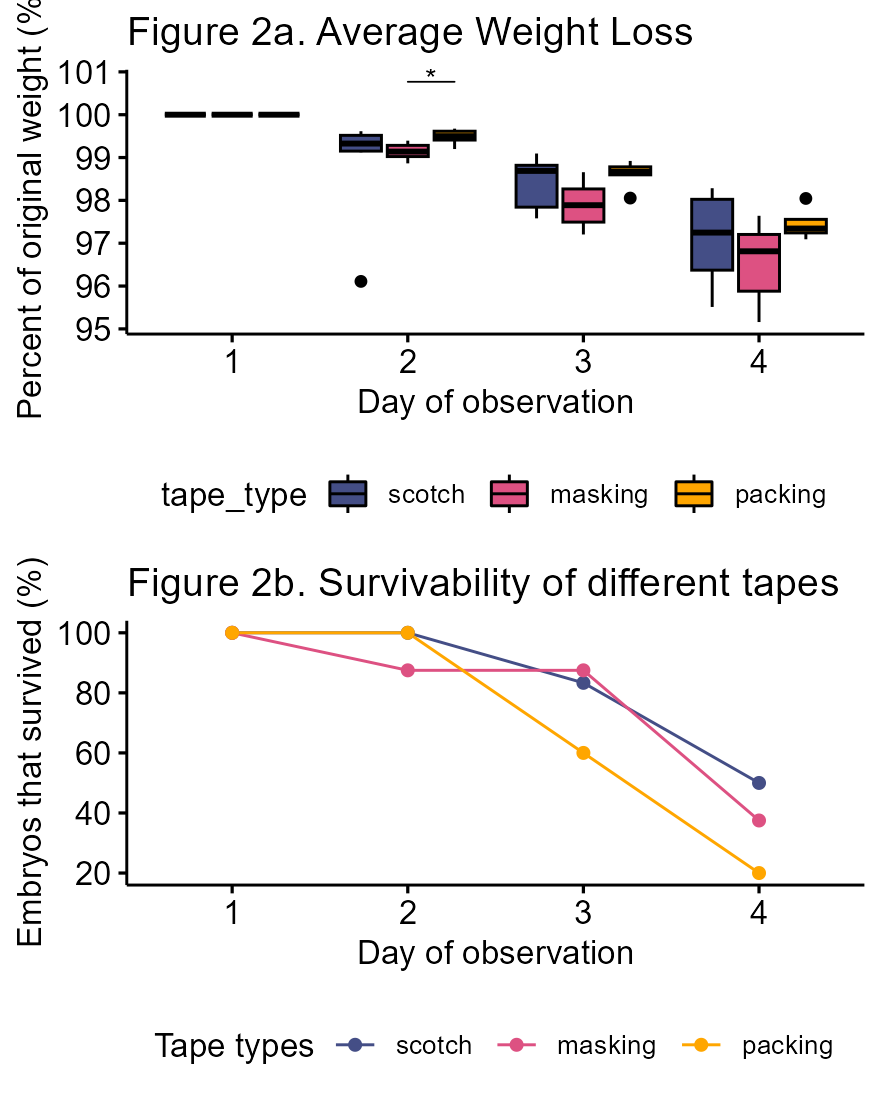 Figure 2a. Average Weight Loss
Percent of original weight (%
101
100
99
98
97
96
95
*
1 2 3 4
Day of observation
tape_type scotch masking packing
Figure 2b. Survivability of different tapes
Embryos that survived (%)
100
80
60
40
20
1 2 3 4
Day of observation
Tape types scotch masking packing